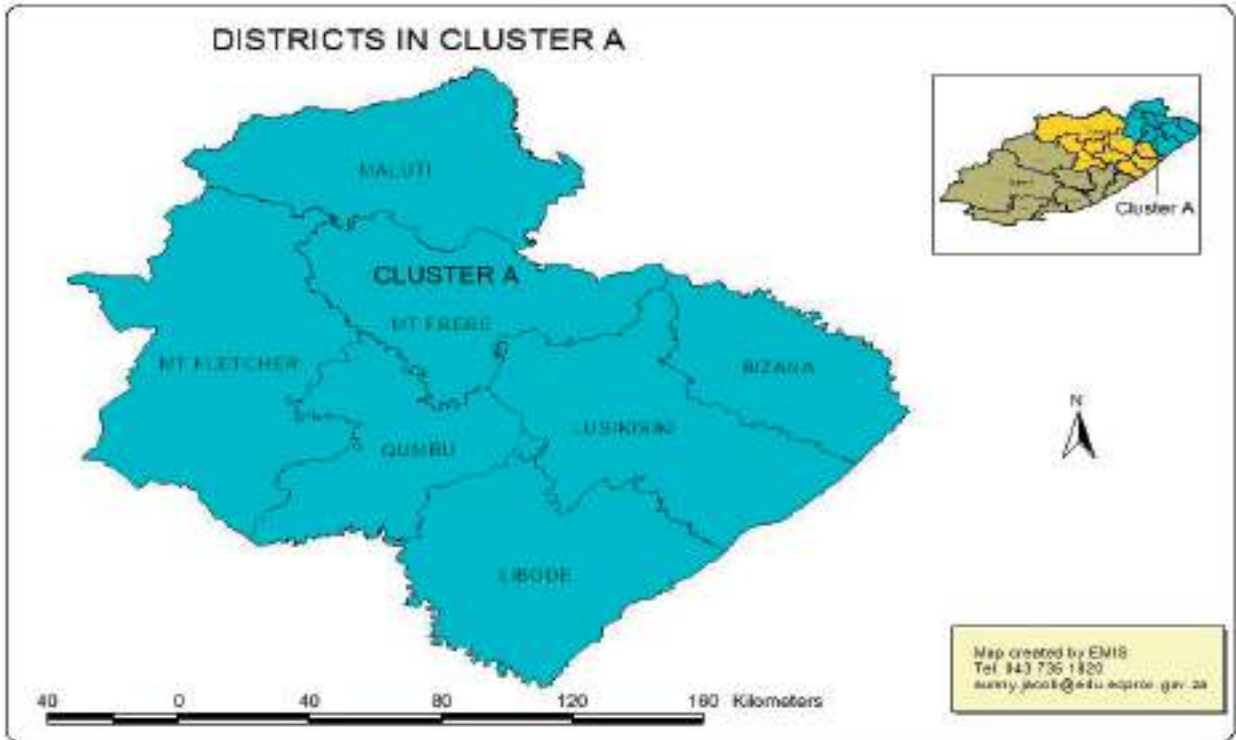 DISTRICTS IN CLUSTER A
MALUTI
CLUSTER A
MT FRERE
MT FLETCHER
BIZANA
LUSIKISIKI
QUMBU
LIBODE
Cluster A
N
40 0 40 80 120 160 Kilometers
Map created by EMIS
Tel 043 736 1820